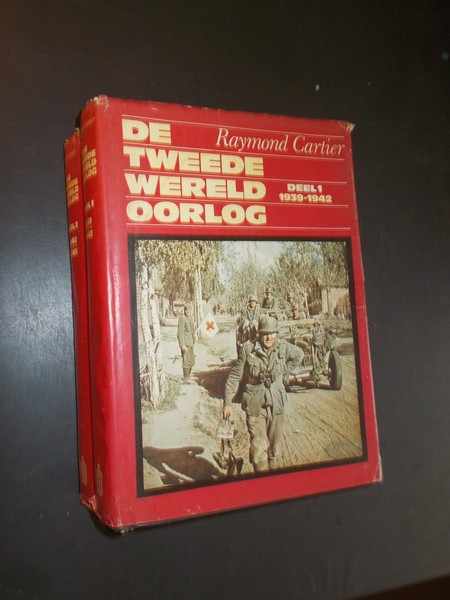 DE
TWEEDE
WERELD
OORLOG
Raymond Cartier
DEEL 1
1939-1942